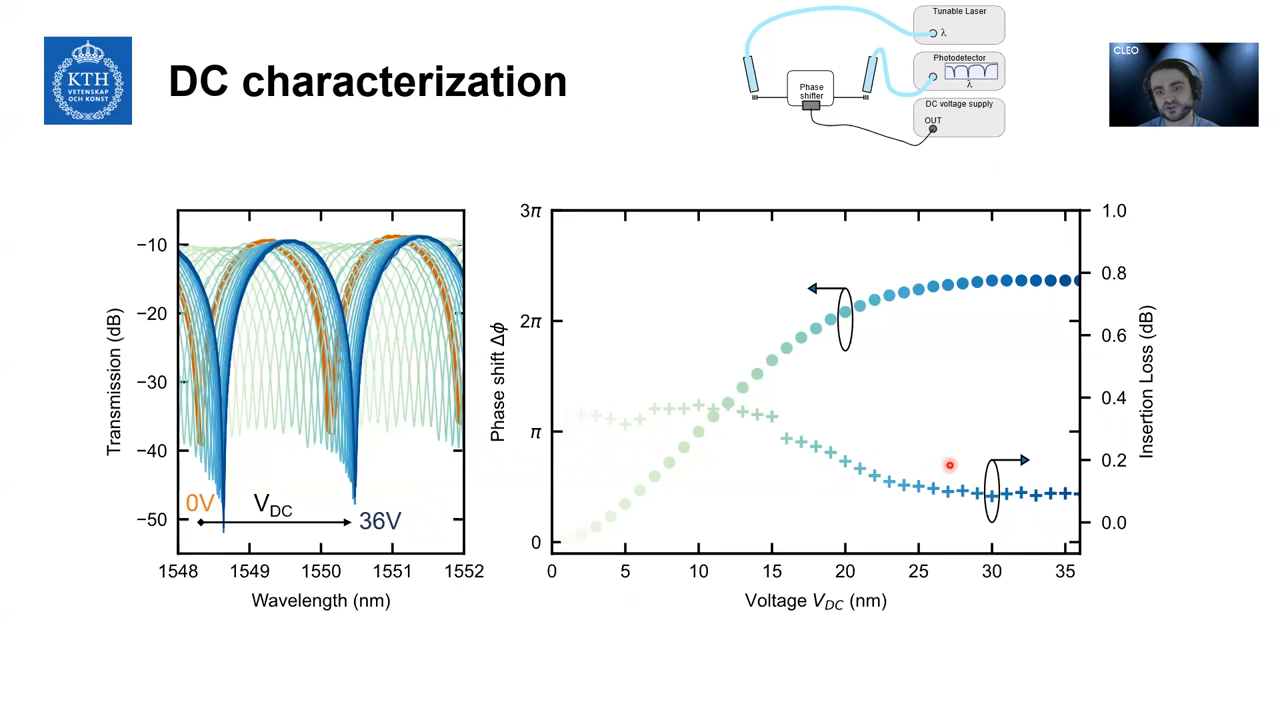 KTH
VETENSKAP
OCH KONST
DC characterization
Tunable Laser
λ
Photodetector
λ
DC voltage supply
OUT
Phase
shifter
CLEO
Transmission (dB)
−10
−20
−30
−40
−50
0V
V_DC
36V
1548 1549 1550 1551 1552
Wavelength (nm)
Phase shift Δϕ
3π
2π
π
0
0 5 10 15 20 25 30 35
Voltage V_DC (nm)
1.0
0.8
0.6
0.4
0.2
0.0
Insertion Loss (dB)